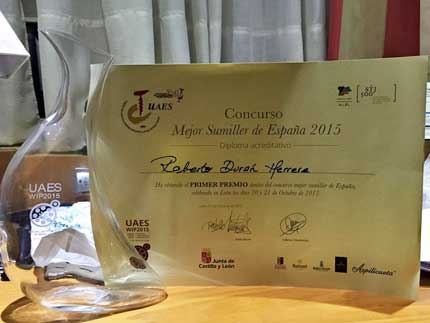 UAES
Concurso
Mejor Sumiller de España 2015
Diploma acreditativo
Roberto Durán Herrera
Ha obtenido el PRIMER PREMIO dentro del concurso mejor sumiller de España,
celebrado en León los días 20 y 21 de Octubre de 2015
UAES
WIP2015
UAES
WIP2015
Junta de
Castilla y León
Azpilicueta